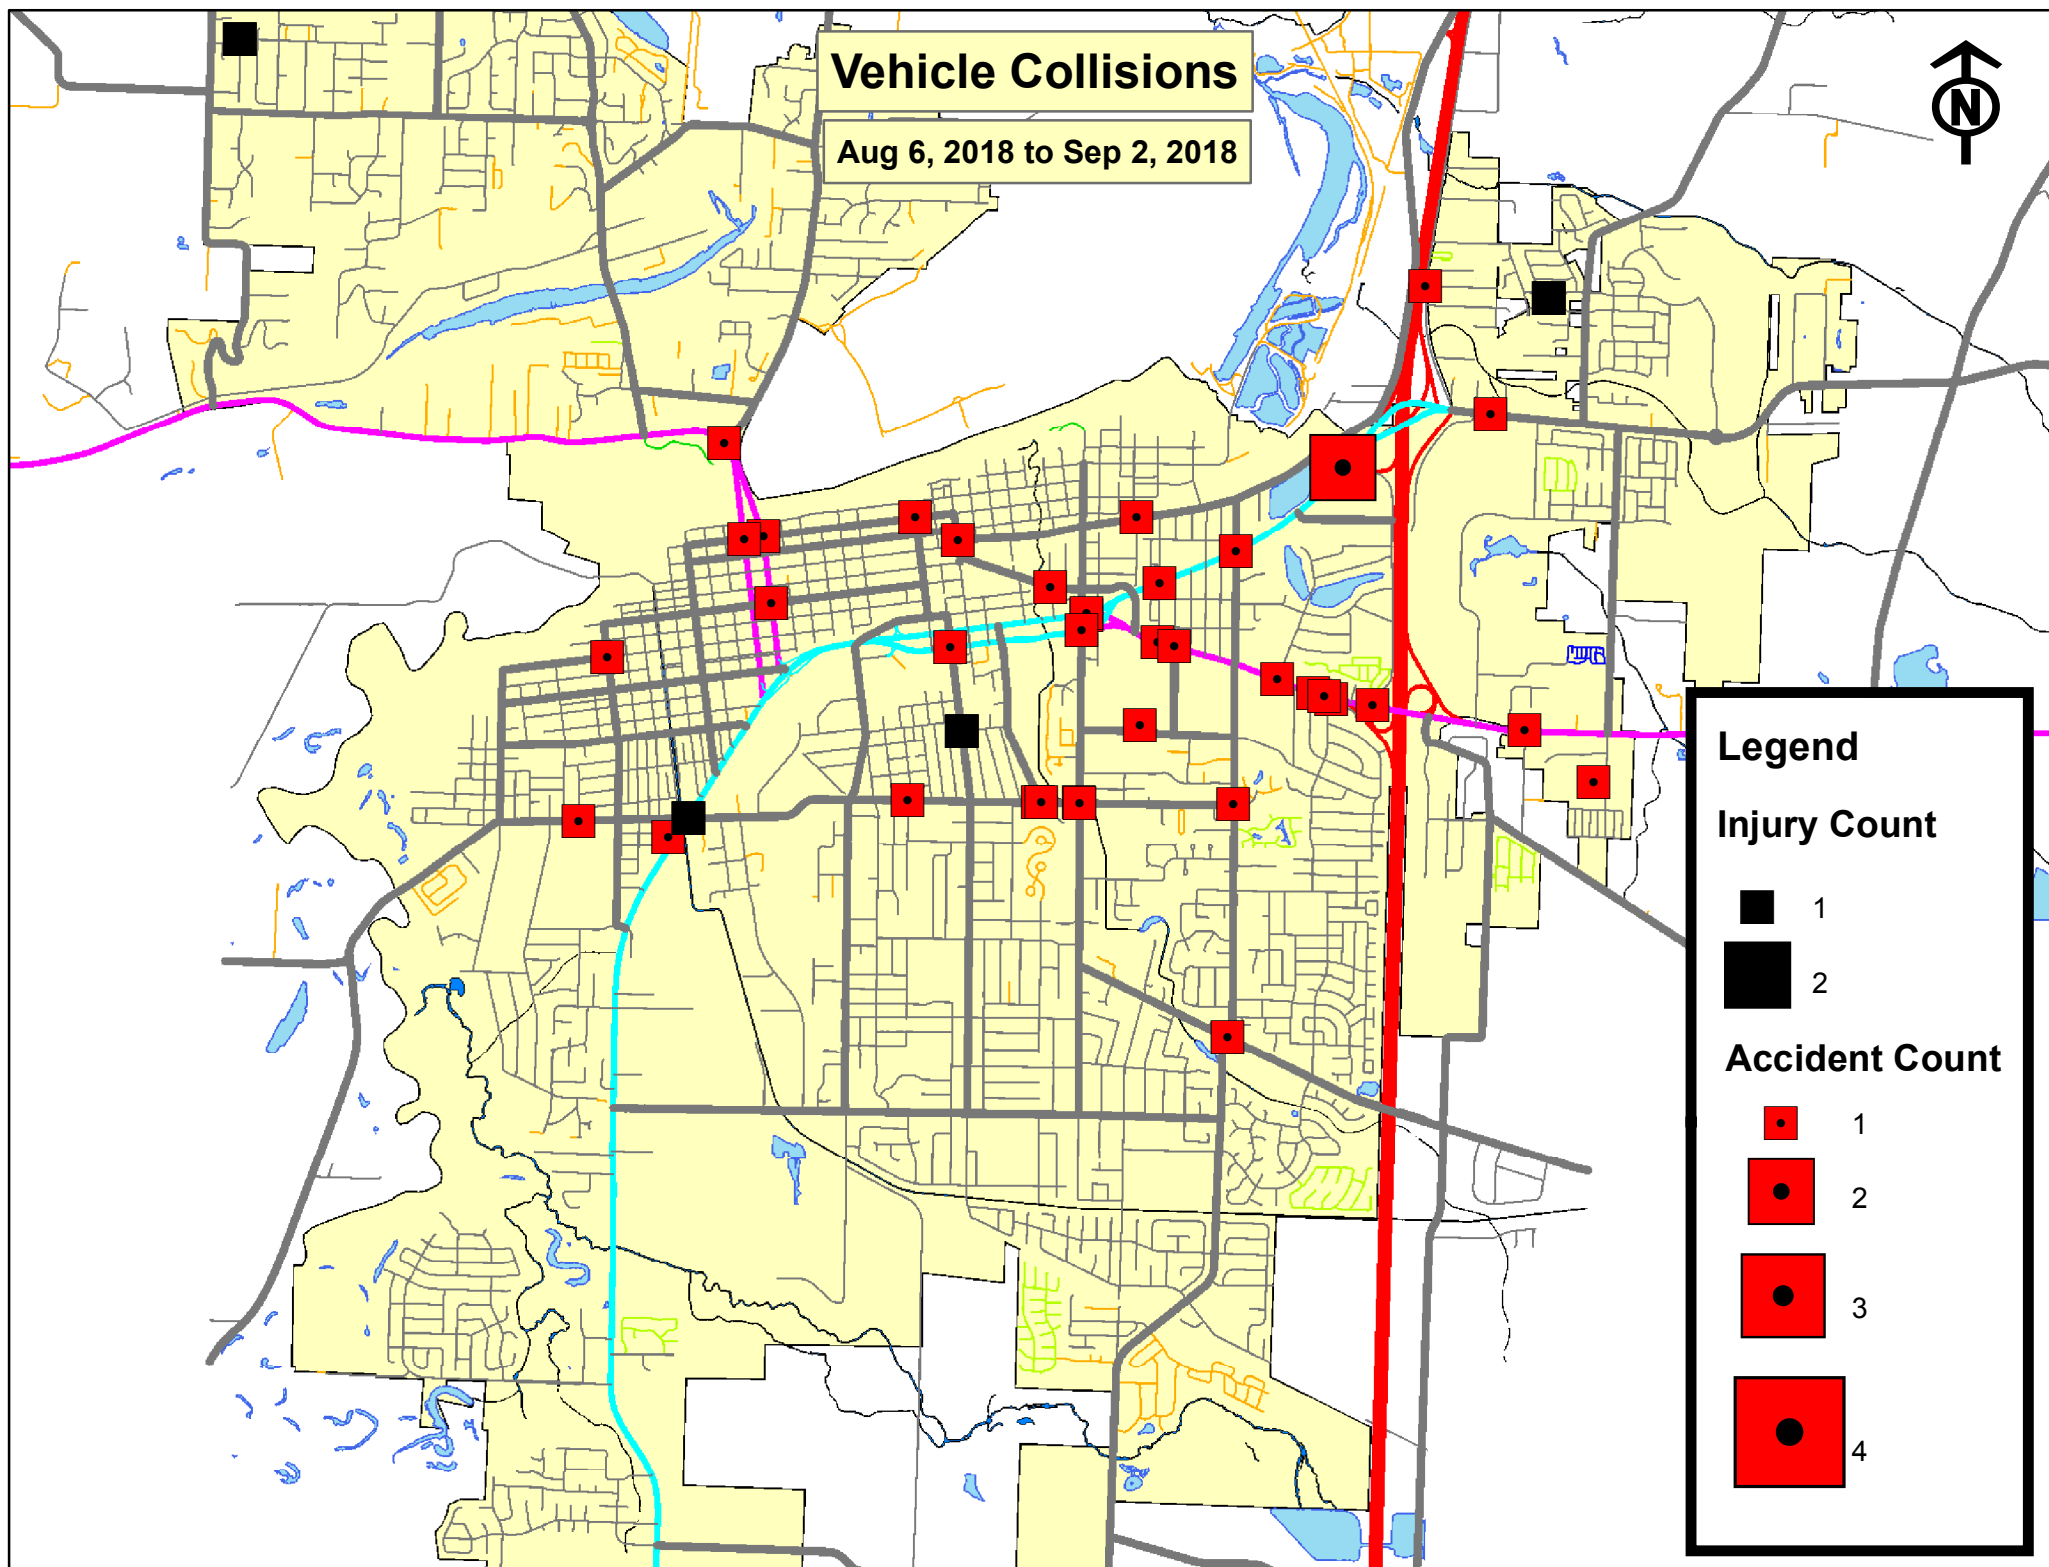 Vehicle Collisions
Aug 6, 2018 to Sep 2, 2018
N
Legend
Injury Count
1
2
Accident Count
1
2
3
4